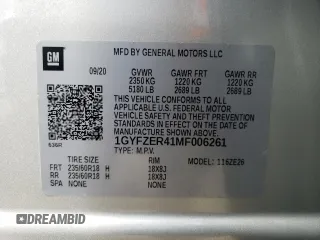 GM
MFD BY GENERAL MOTORS LLC
09/20 GVWR GAWR FRT GAWR RR
2350 KG 1220 KG 1220 KG
5180 LB 2689 LB 2689 LB
THIS VEHICLE CONFORMS TO ALL
APPLICABLE U.S. FEDERAL MOTOR
VEHICLE SAFETY AND THEFT
PREVENTION STANDARDS IN EFFECT
ON THE DATE OF MANUFACTURE
SHOWN ABOVE.
1GYFZER41MF006261
TYPE: M.P.V. MODEL: 116ZE26
TIRE SIZE RIM
FRT 235/60R18 H 18X8J
RR 235/60R18 H 18X8J
SPA NONE NONE
AUTOBIDMASTER